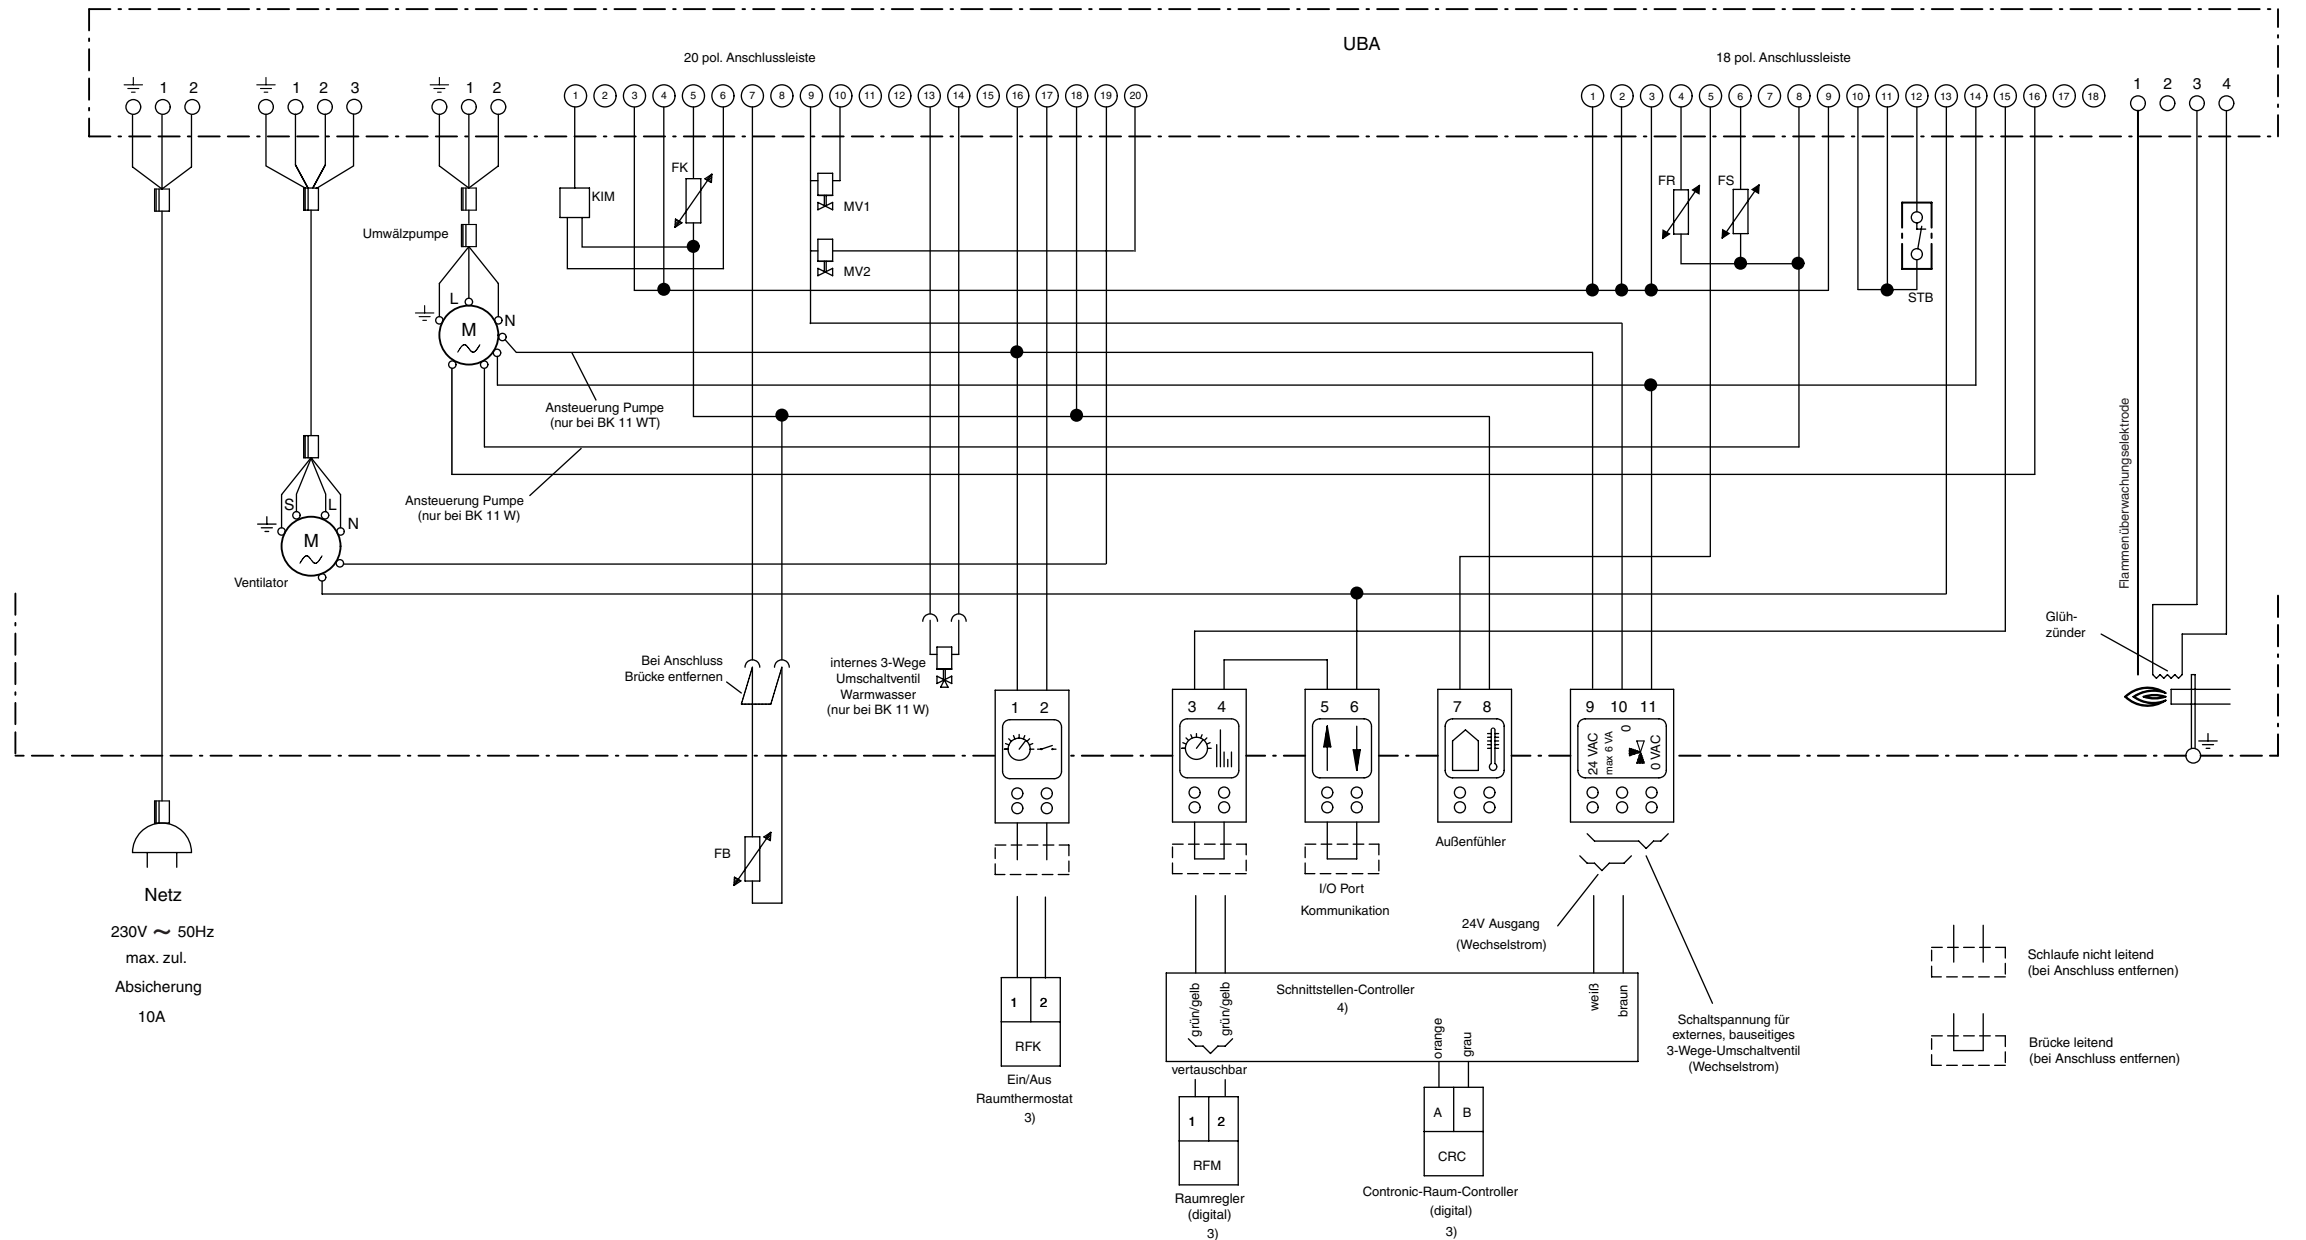 UBA
20 pol. Anschlussleiste
18 pol. Anschlussleiste
1 2
1 2 3
1 2
1 2 3 4 5 6 7 8 9 10 11 12 13 14 15 16 17 18 19 20
1 2 3 4 5 6 7 8 9 10 11 12 13 14 15 16 17 18
1 2 3 4
FK
KIM
MV1
MV2
FR
FS
STB
Umwälzpumpe
L
N
M
Ansteuerung Pumpe
(nur bei BK 11 WT)
Ansteuerung Pumpe
(nur bei BK 11 W)
S
L
N
M
Ventilator
Flammenüberwachungselektrode
Glüh-
zünder
Bei Anschluss
Brücke entfernen
internes 3-Wege
Umschaltventil
Warmwasser
(nur bei BK 11 W)
1 2
3 4
5 6
7 8
9 10 11
24 VAC
max 6 VA
0
0 VAC
FB
Außenfühler
I/O Port
Kommunikation
24V Ausgang
(Wechselstrom)
Netz
230V ~ 50Hz
max. zul.
Absicherung
10A
1 2
RFK
Ein/Aus
Raumthermostat
3)
grün/gelb
grün/gelb
Schnittstellen-Controller
4)
weiß
braun
orange
grau
vertauschbar
1 2
RFM
Raumregler
(digital)
3)
A B
CRC
Contronic-Raum-Controller
(digital)
3)
Schaltspannung für
externes, bauseitiges
3-Wege-Umschaltventil
(Wechselstrom)
Schlaufe nicht leitend
(bei Anschluss entfernen)
Brücke leitend
(bei Anschluss entfernen)